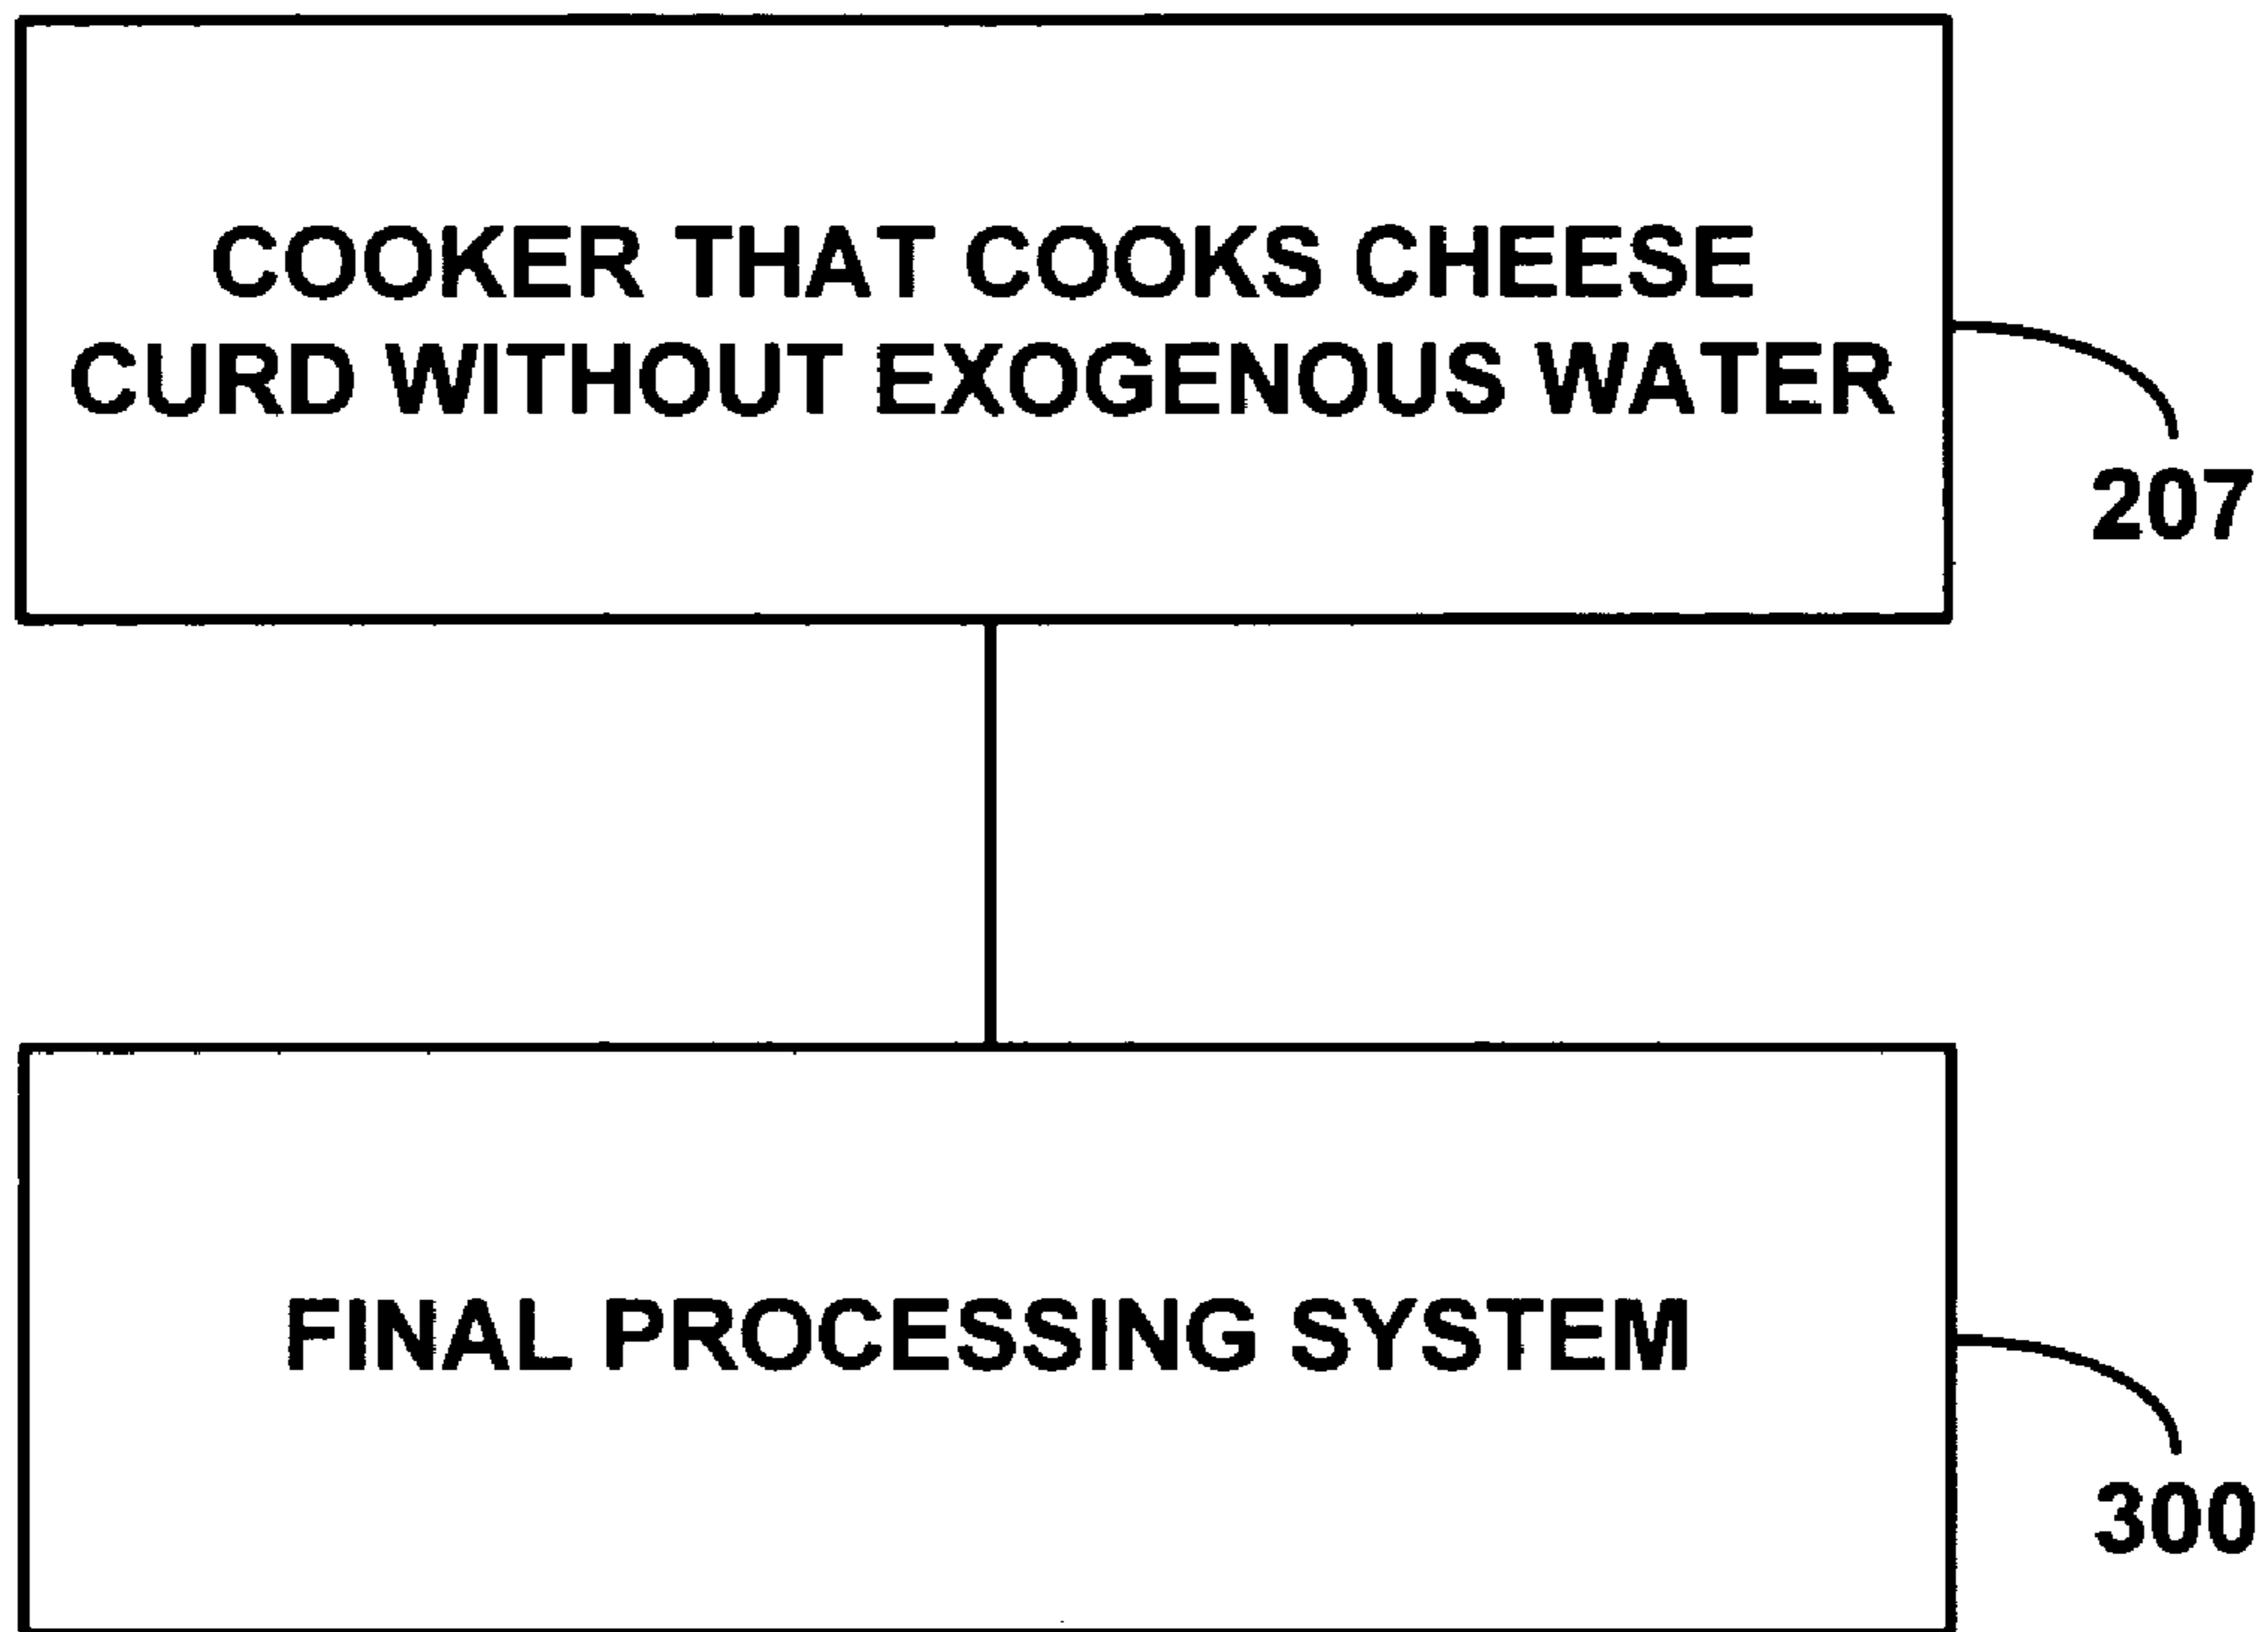 COOKER THAT COOKS CHEESE
CURD WITHOUT EXOGENOUS WATER
207
FINAL PROCESSING SYSTEM
300